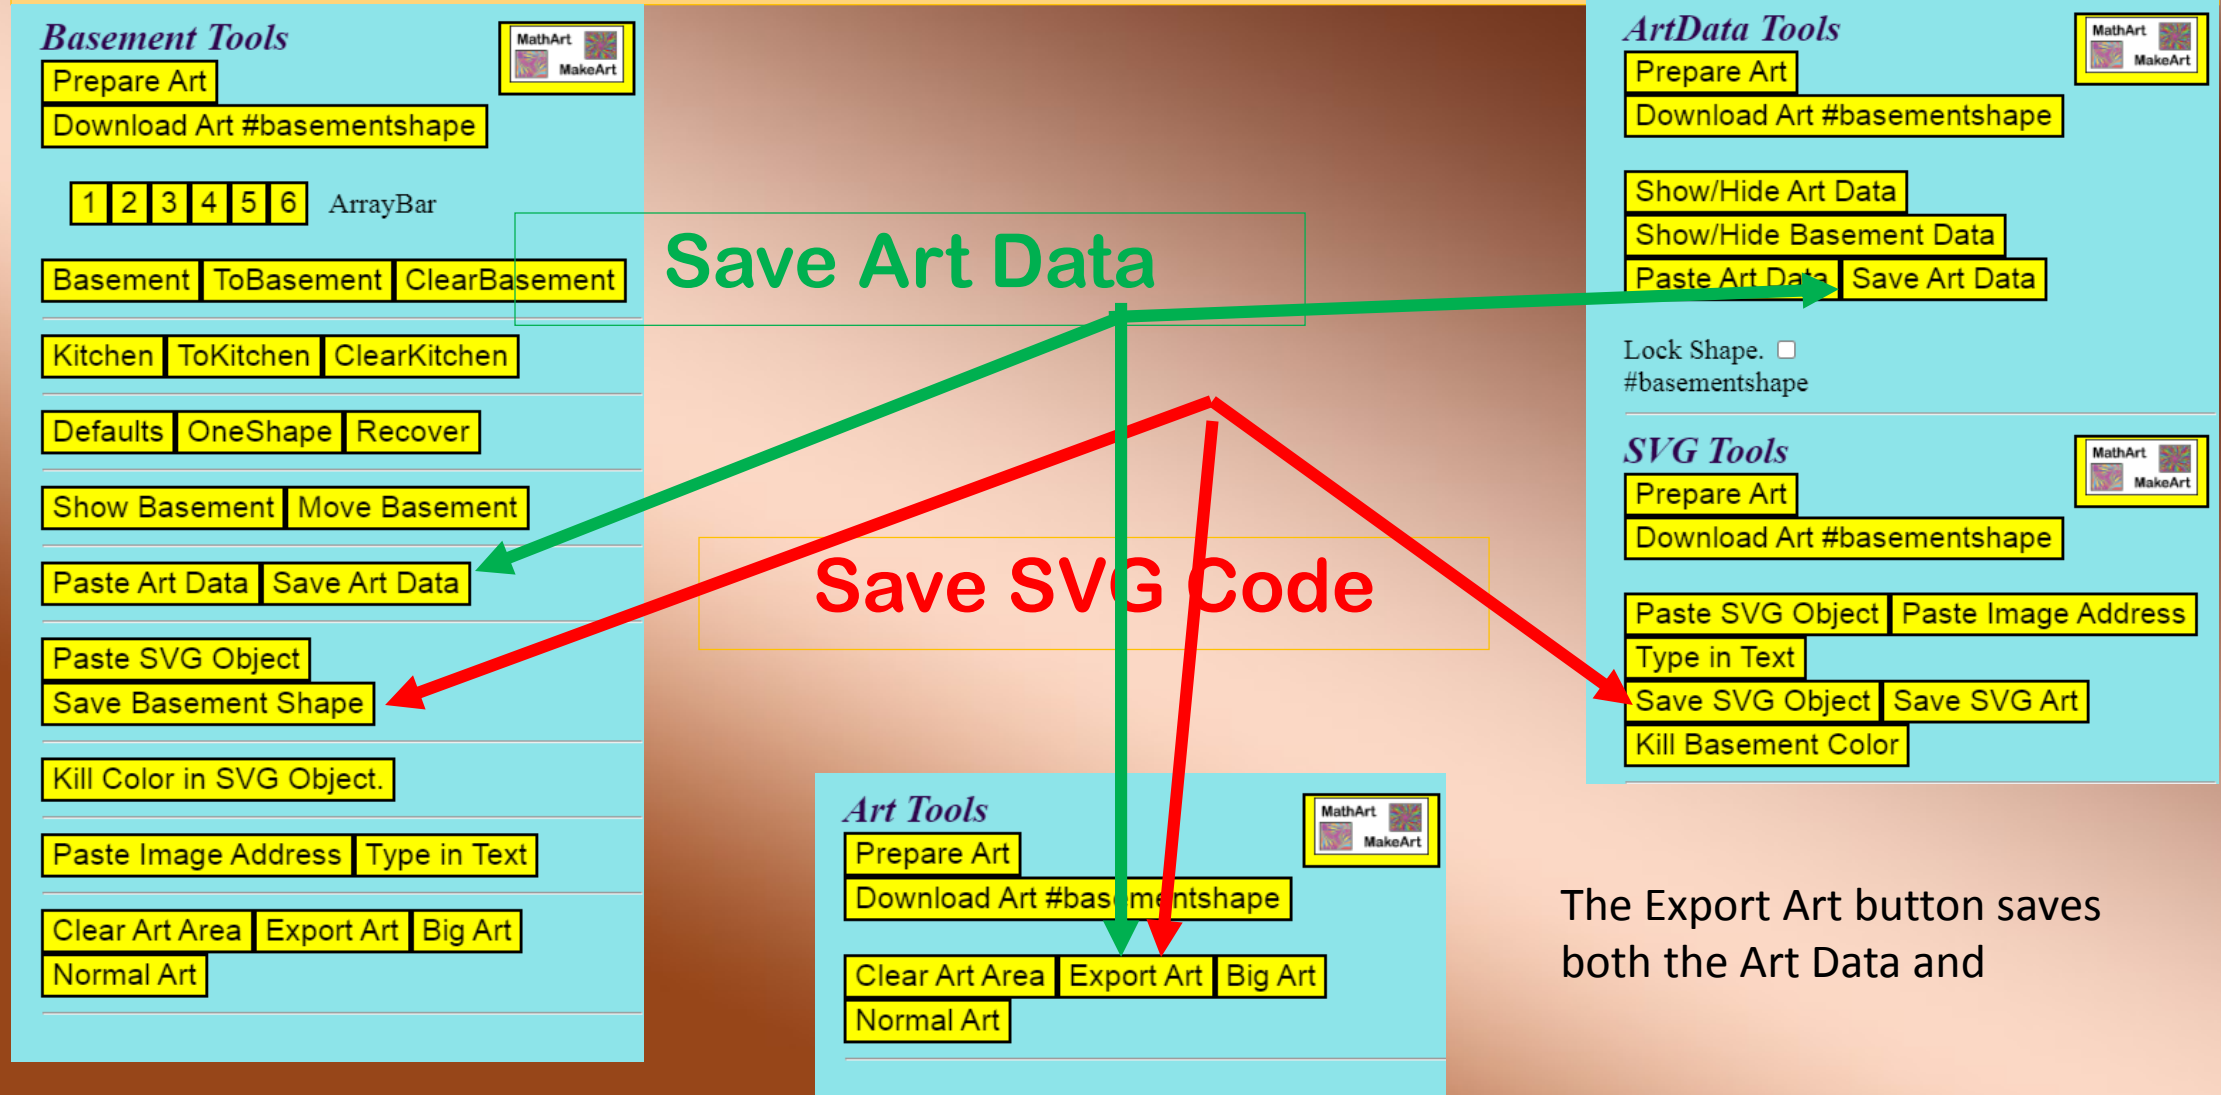 Basement Tools
MathArt
MakeArt
Prepare Art
Download Art #basementshape
1 2 3 4 5 6 ArrayBar
Basement ToBasement ClearBasement
Kitchen ToKitchen ClearKitchen
Defaults OneShape Recover
Show Basement Move Basement
Paste Art Data Save Art Data
Paste SVG Object
Save Basement Shape
Kill Color in SVG Object.
Paste Image Address Type in Text
Clear Art Area Export Art Big Art
Normal Art
Save Art Data
Save SVG Code
Art Tools
MathArt
MakeArt
Prepare Art
Download Art #basementshape
Clear Art Area Export Art Big Art
Normal Art
ArtData Tools
MathArt
MakeArt
Prepare Art
Download Art #basementshape
Show/Hide Art Data
Show/Hide Basement Data
Paste Art Data Save Art Data
Lock Shape.
#basementshape
SVG Tools
MathArt
MakeArt
Prepare Art
Download Art #basementshape
Paste SVG Object Paste Image Address
Type in Text
Save SVG Object Save SVG Art
Kill Basement Color
The Export Art button saves
both the Art Data and